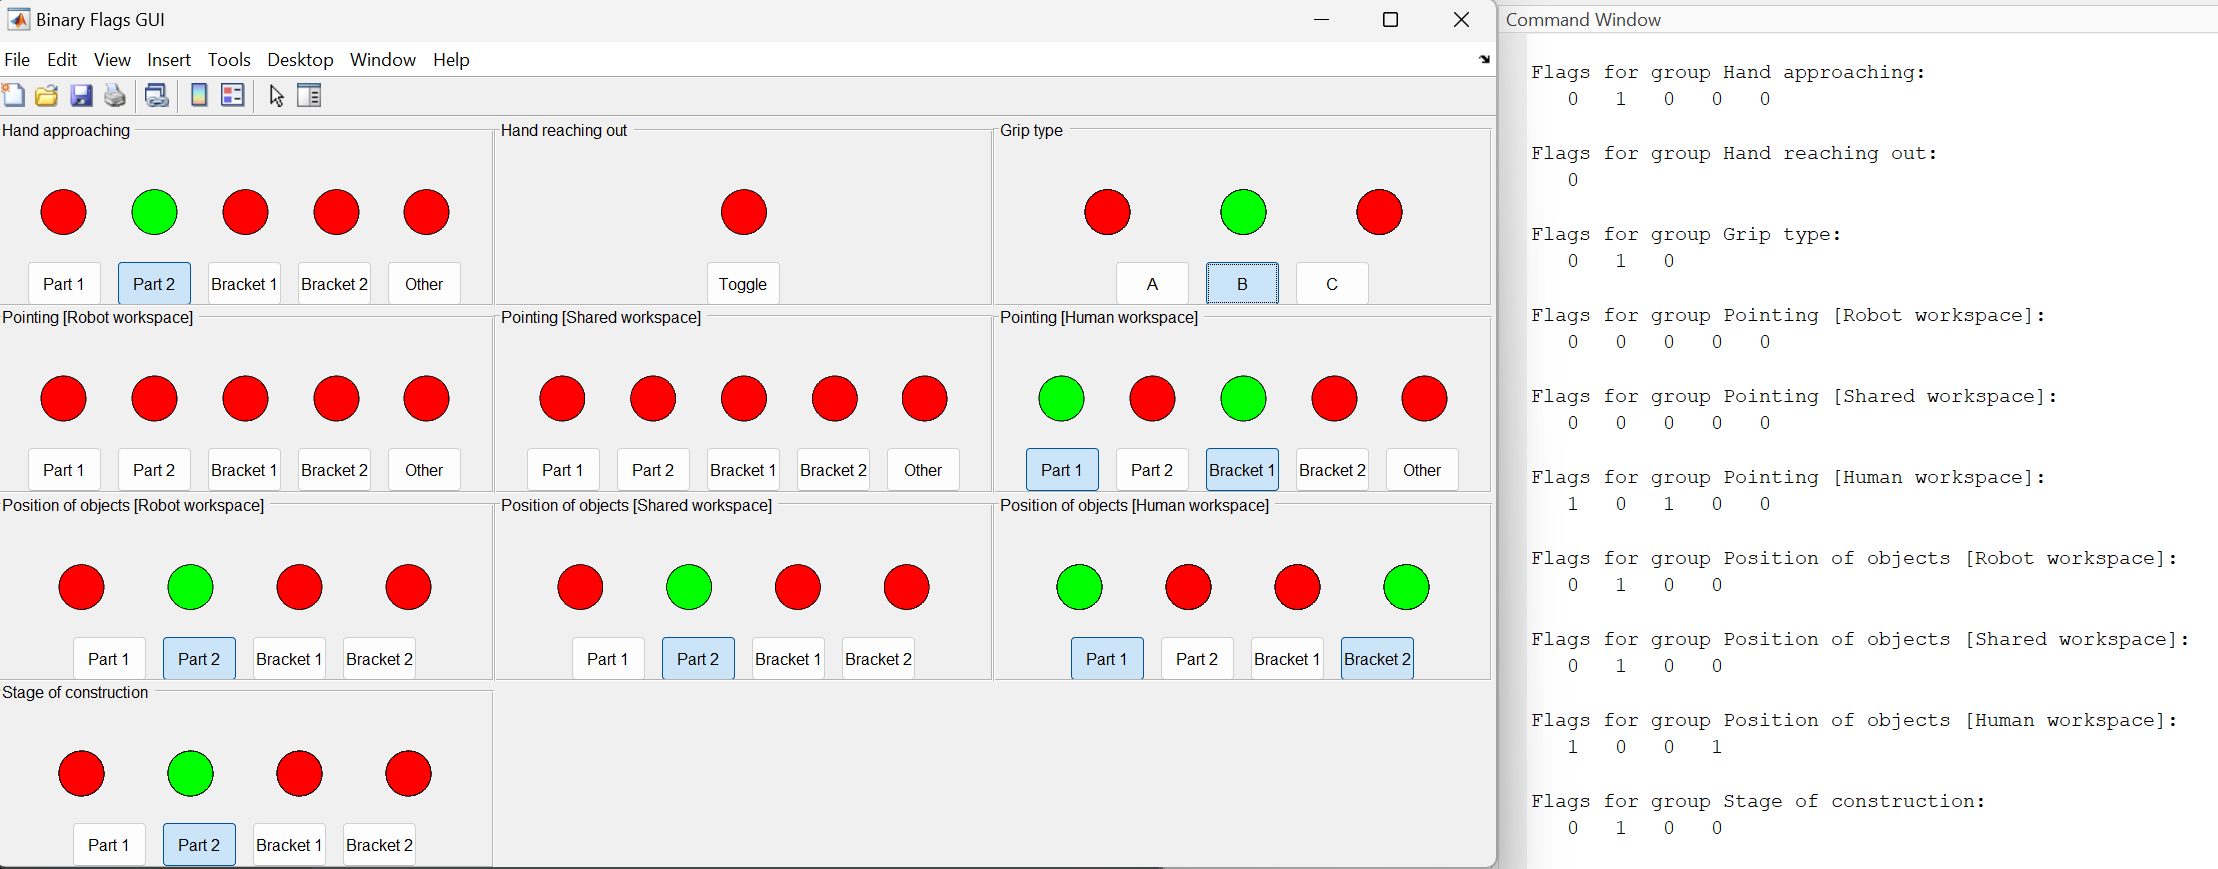 Binary Flags GUI
File Edit View Insert Tools Desktop Window Help
Hand approaching
Part 1 Part 2 Bracket 1 Bracket 2 Other
Hand reaching out
Toggle
Grip type
A B C
Pointing [Robot workspace]
Part 1 Part 2 Bracket 1 Bracket 2 Other
Pointing [Shared workspace]
Part 1 Part 2 Bracket 1 Bracket 2 Other
Pointing [Human workspace]
Part 1 Part 2 Bracket 1 Bracket 2 Other
Position of objects [Robot workspace]
Part 1 Part 2 Bracket 1 Bracket 2
Position of objects [Shared workspace]
Part 1 Part 2 Bracket 1 Bracket 2
Position of objects [Human workspace]
Part 1 Part 2 Bracket 1 Bracket 2
Stage of construction
Part 1 Part 2 Bracket 1 Bracket 2
Command Window
Flags for group Hand approaching:
0 1 0 0 0
Flags for group Hand reaching out:
0
Flags for group Grip type:
0 1 0
Flags for group Pointing [Robot workspace]:
0 0 0 0 0
Flags for group Pointing [Shared workspace]:
0 0 0 0 0
Flags for group Pointing [Human workspace]:
1 0 1 0 0
Flags for group Position of objects [Robot workspace]:
0 1 0 0
Flags for group Position of objects [Shared workspace]:
0 1 0 0
Flags for group Position of objects [Human workspace]:
1 0 0 1
Flags for group Stage of construction:
0 1 0 0